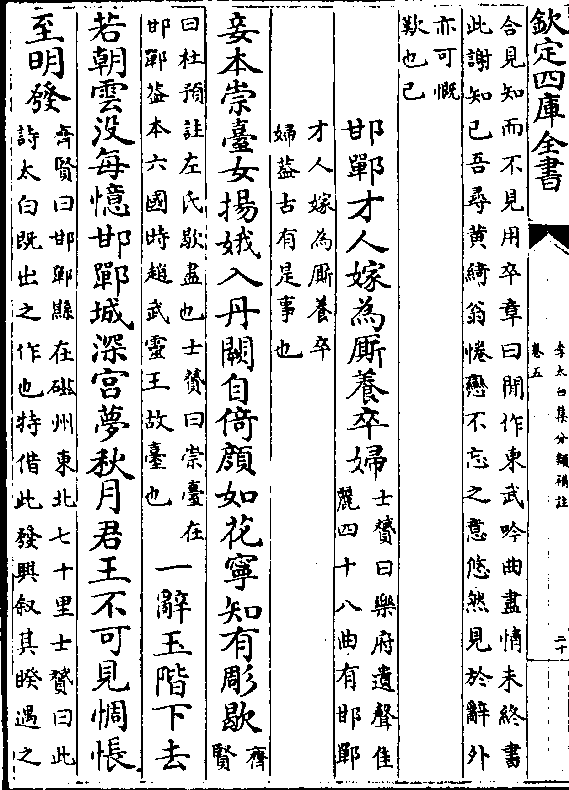 欽定四庫全書
李太白集分類補註
卷五
二十
合見知而不見用卒章曰閒作東武吟曲盡情未終書
此謝知已吾尋黄綺翁惓戀不忘之意悠然見於辭外
亦可慨
歎也已
邯鄲才人嫁為厮養卒婦
士贇曰樂府遺聲佳
麗四十八曲有邯鄲
才人嫁為厮養卒
婦葢古有是事也
妾本崇臺女揚娥入丹闕自倚顔如花寧知有彫歇
齊
賢
曰杜預註左氏歇盡也士贇曰崇臺在
邯鄲葢本六國時趙武靈王故臺也
一辭玉階下去
若朝雲没每憶邯鄲城深宫夢秋月君王不可見惆悵
至明發
齊賢曰邯鄲縣在磁州東北七十里士贇曰此
詩太白既出之作也特借此發興叙其睽遇之